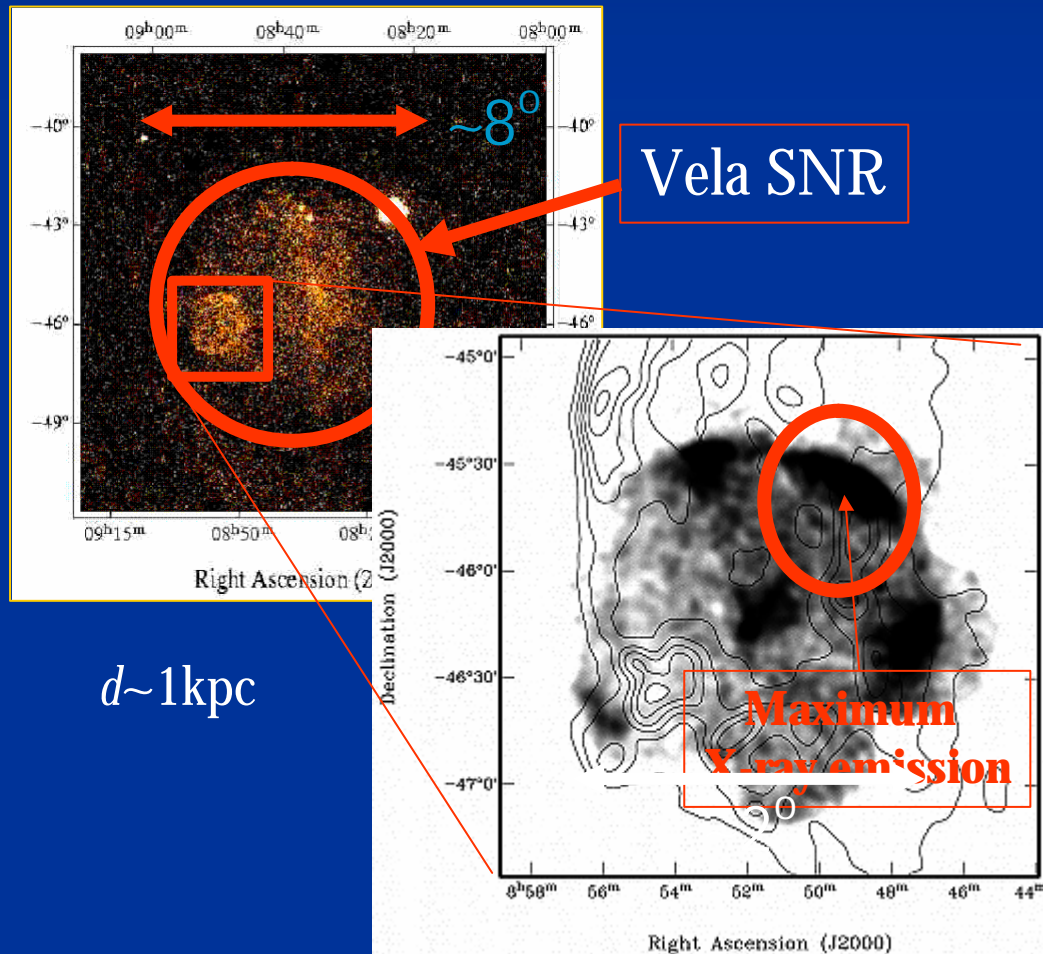 09ʰ00ᵐ 08ʰ40ᵐ 08ʰ20ᵐ 08ʰ00ᵐ
~8°
−40° −40°
Vela SNR
−43° −43°
−46° −46°
−49°
09ʰ15ᵐ 08ʰ50ᵐ
Right Ascension
d~1kpc
−45°0'
−45°30'
−46°0'
−46°30'
−47°0'
Declination (J2000)
Maximum
X-ray emission
8ʰ58ᵐ 56ᵐ 54ᵐ 52ᵐ 50ᵐ 48ᵐ 46ᵐ 44ᵐ
Right Ascension (J2000)